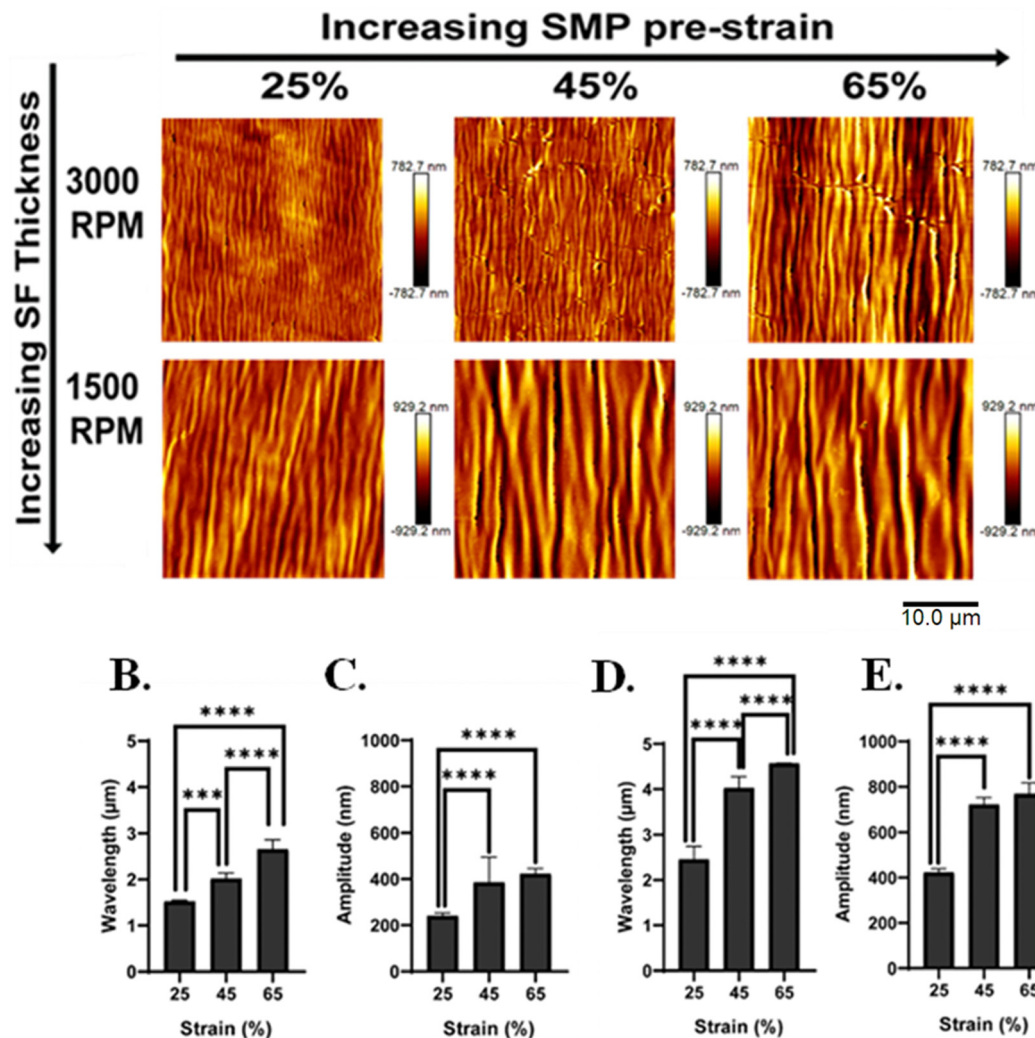 Increasing SMP pre-strain
25% 45% 65%
Increasing SF Thickness
3000
RPM
782.7 nm 782.7 nm 782.7 nm
-782.7 nm -782.7 nm -782.7 nm
1500
RPM
929.2 nm 929.2 nm 929.2 nm
-929.2 nm -929.2 nm -929.2 nm
10.0 µm
B.
****
*** ****
Wavelength (µm)
5
4
3
2
1
0
25 45 65
Strain (%)
C.
****
****
Amplitude (nm)
1000
800
600
400
200
0
25 45 65
Strain (%)
D.
****
**** ****
Wavelength (µm)
5
4
3
2
1
0
25 45 65
Strain (%)
E.
****
****
Amplitude (nm)
1000
800
600
400
200
0
25 45 65
Strain (%)